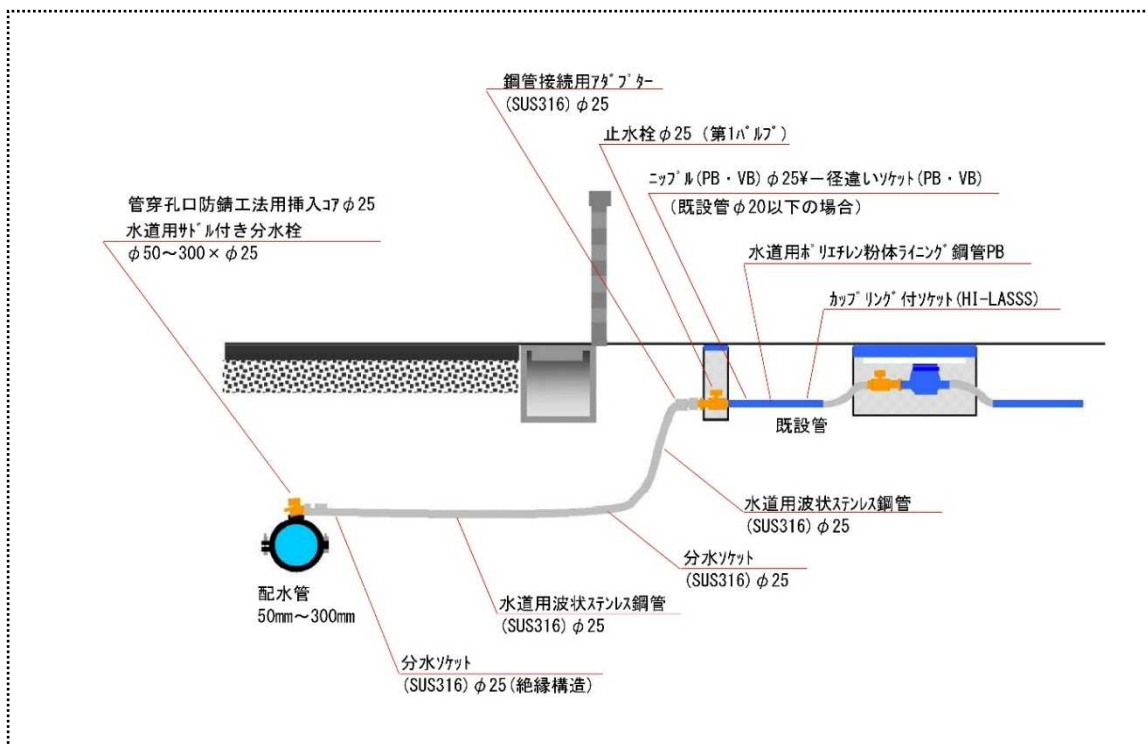 鋼管接続用ｱﾀﾞﾌﾟﾀｰ
(SUS316) φ25
止水栓φ25 (第1ﾊﾞﾙﾌﾞ)
ﾆｯﾌﾟﾙ(PB・VB) φ25¥ー径違いｿｹｯﾄ(PB・VB)
(既設管φ20以下の場合)
管穿孔口防錆工法用挿入ｺｱφ25
水道用ｻﾄﾞﾙ付き分水栓
φ50～300×φ25
水道用ﾎﾟﾘｴﾁﾚﾝ粉体ﾗｲﾆﾝｸﾞ鋼管PB
ｶｯﾌﾟﾘﾝｸﾞ付ｿｹｯﾄ(HI-LASSS)
既設管
水道用波状ｽﾃﾝﾚｽ鋼管
(SUS316) φ25
分水ｿｹｯﾄ
(SUS316) φ25
配水管
50mm～300mm
水道用波状ｽﾃﾝﾚｽ鋼管
(SUS316) φ25
分水ｿｹｯﾄ
(SUS316) φ25(絶縁構造)